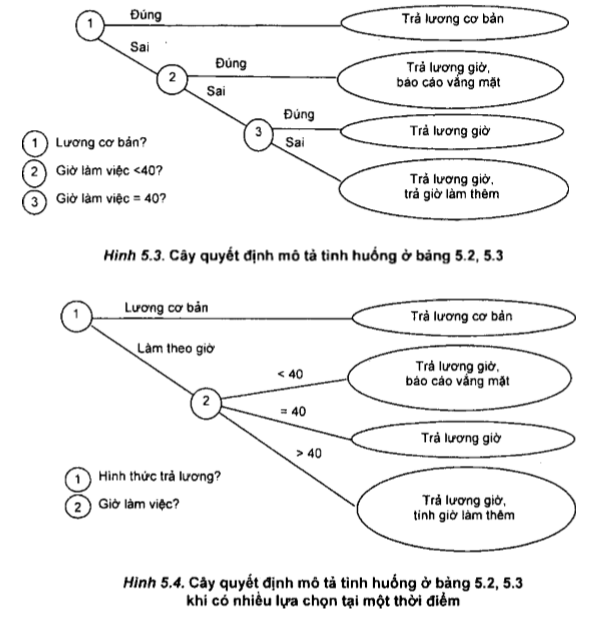 1
Đúng
Trả lương cơ bản
Sai
2
Đúng
Trả lương giờ,
báo cáo vắng mặt
Sai
3
Đúng
Trả lương giờ
Sai
Trả lương giờ,
trả giờ làm thêm
1 Lương cơ bản?
2 Giờ làm việc <40?
3 Giờ làm việc = 40?
Hình 5.3. Cây quyết định mô tả tình huống ở bảng 5.2, 5.3
1
Lương cơ bản
Trả lương cơ bản
Làm theo giờ
2
< 40
Trả lương giờ,
báo cáo vắng mặt
= 40
Trả lương giờ
> 40
Trả lương giờ,
tính giờ làm thêm
1 Hình thức trả lương?
2 Giờ làm việc?
Hình 5.4. Cây quyết định mô tả tình huống ở bảng 5.2, 5.3
khi có nhiều lựa chọn tại một thời điểm